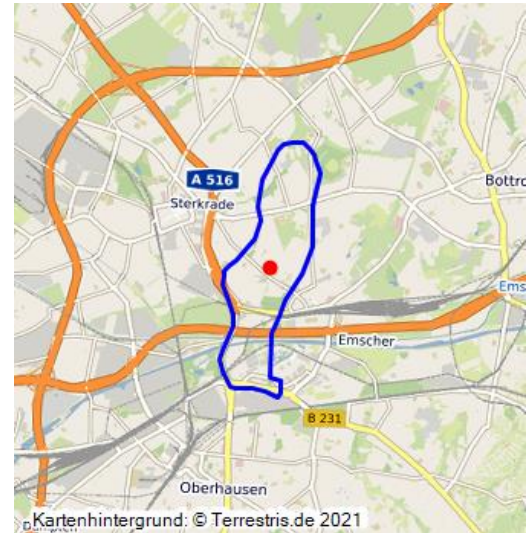 A 516
Sterkrade
Bottro
Ems
Emscher
B 231
Oberhausen
Kartenhintergrund: © Terrestris.de 2021